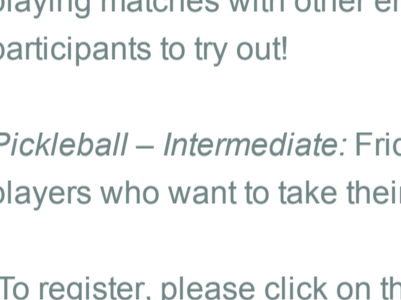 playing matches with other
participants to try out!
Pickleball – Intermediate:
players who want to take their
To register, please click on